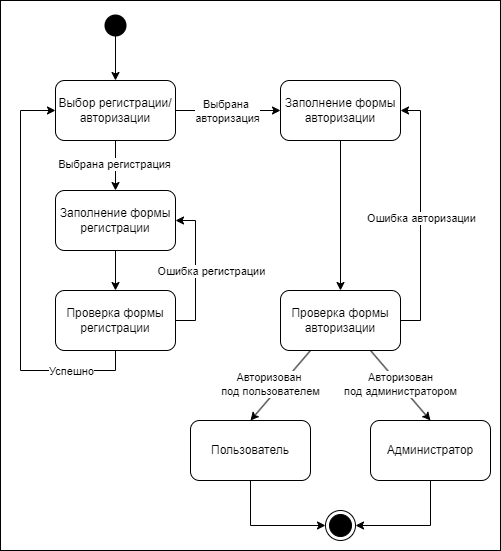 Выбор регистрации/
авторизации
Выбрана
авторизация
Заполнение формы
авторизации
Выбрана регистрация
Заполнение формы
регистрации
Ошибка авторизации
Ошибка регистрации
Проверка формы
регистрации
Проверка формы
авторизации
Успешно
Авторизован
под пользователем
Авторизован
под администратором
Пользователь
Администратор